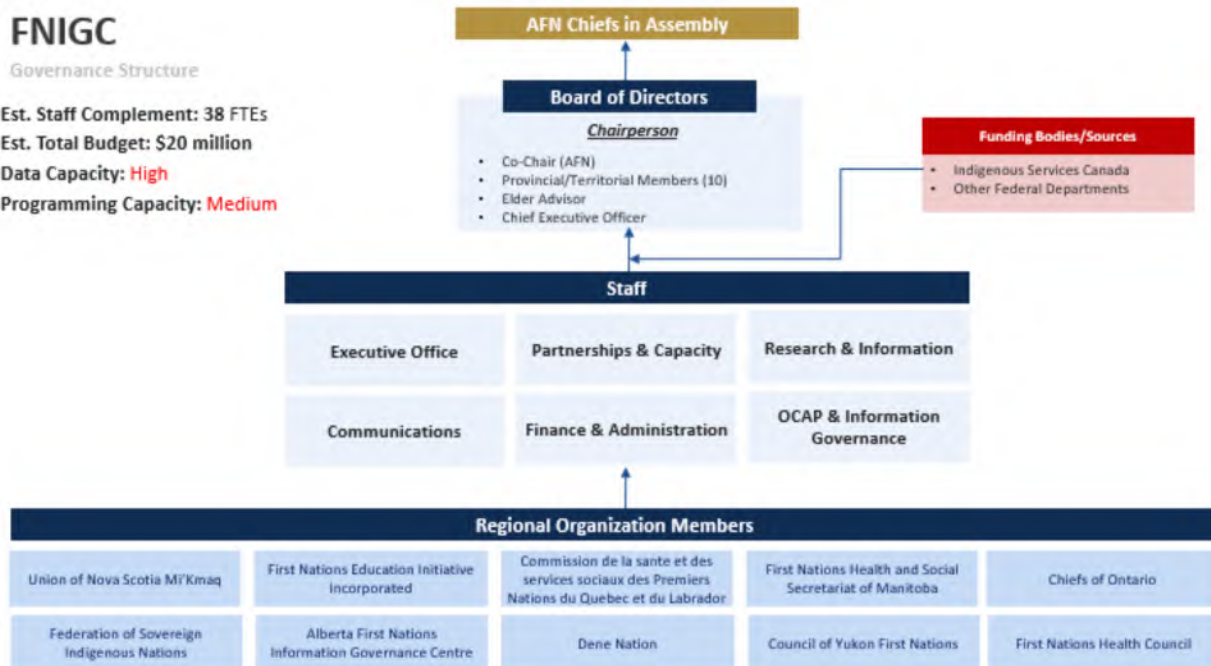 FNIGC
Governance Structure
Est. Staff Complement: 38 FTEs
Est. Total Budget: $20 million
Data Capacity: High
Programming Capacity: Medium
AFN Chiefs in Assembly
Board of Directors
Chairperson
• Co-Chair (AFN)
• Provincial/Territorial Members (10)
• Elder Advisor
• Chief Executive Officer
Funding Bodies/Sources
• Indigenous Services Canada
• Other Federal Departments
Staff
Executive Office
Partnerships & Capacity
Research & Information
Communications
Finance & Administration
OCAP & Information
Governance
Regional Organization Members
Union of Nova Scotia Mi'Kmaq
First Nations Education Initiative
Incorporated
Commission de la sante et des
services sociaux des Premiers
Nations du Quebec et du Labrador
First Nations Health and Social
Secretariat of Manitoba
Chiefs of Ontario
Federation of Sovereign
Indigenous Nations
Alberta First Nations
Information Governance Centre
Dene Nation
Council of Yukon First Nations
First Nations Health Council